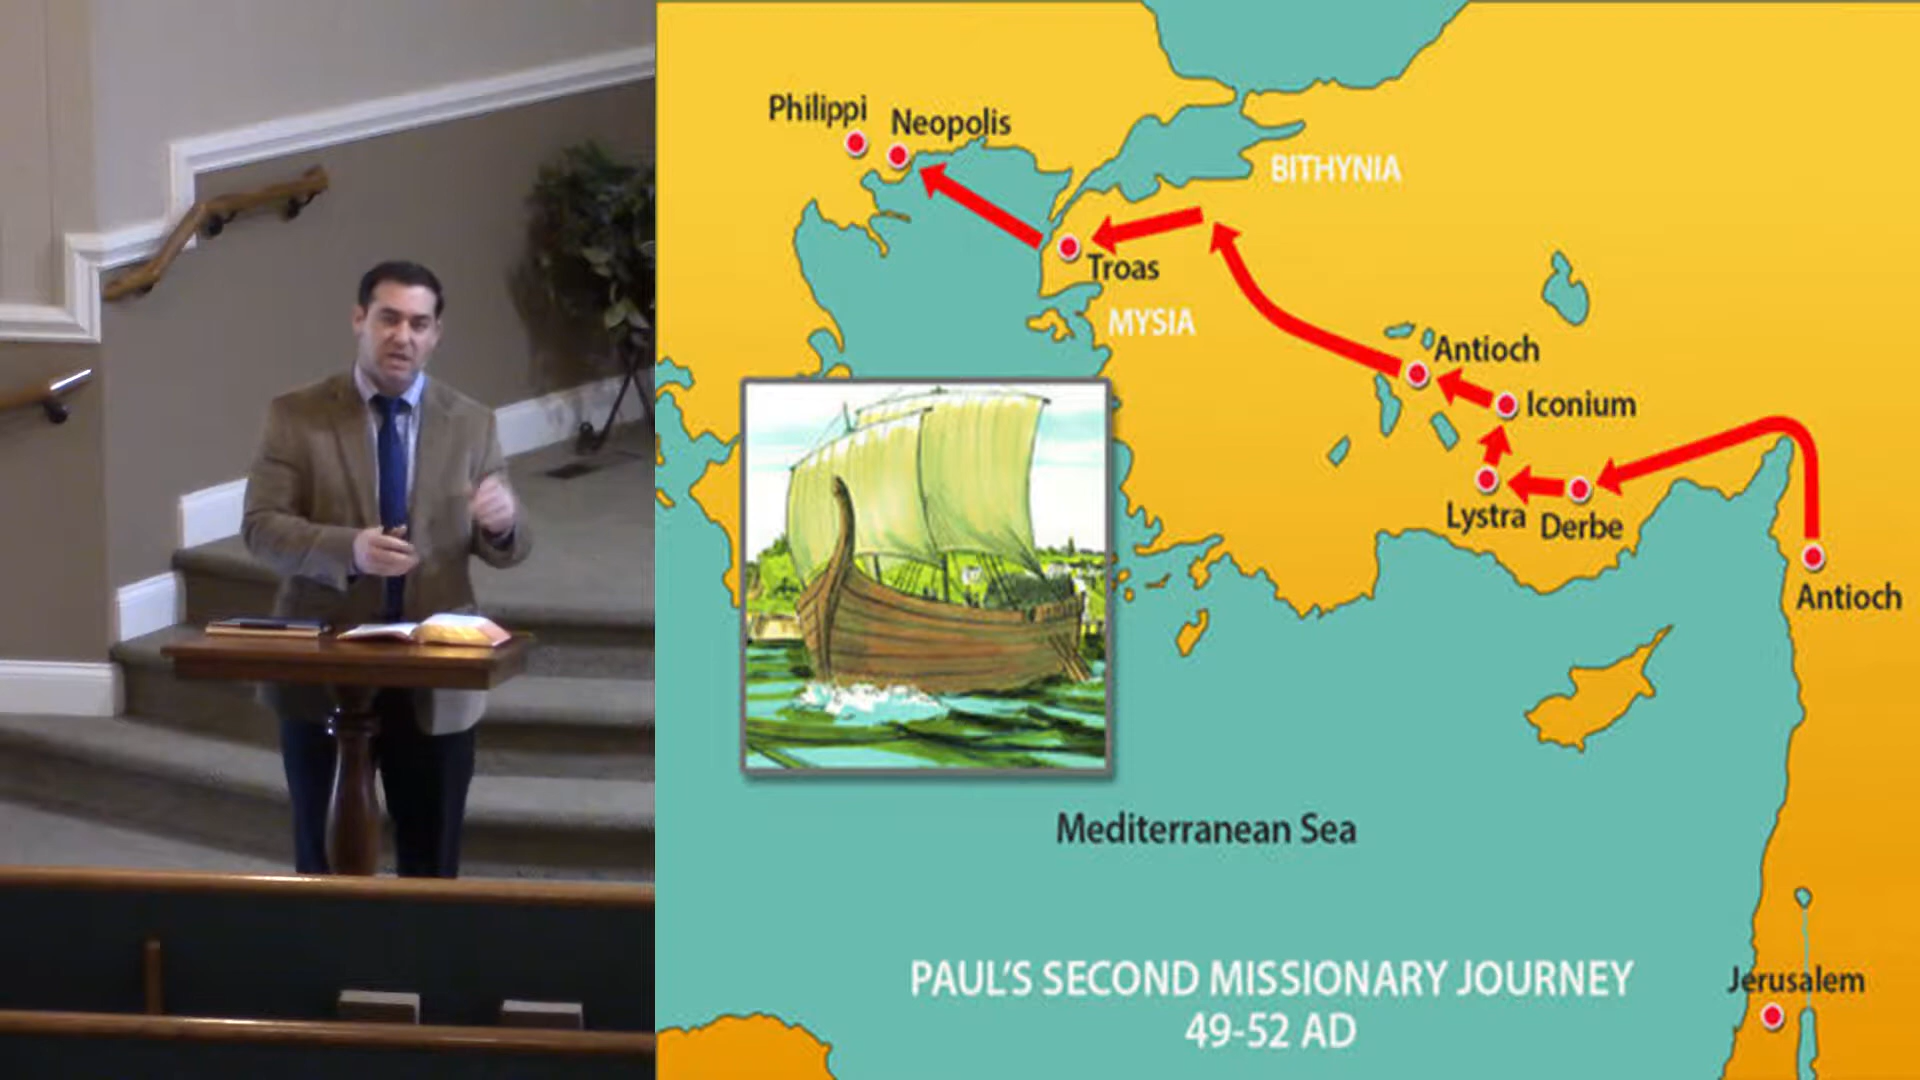 Philippi
Neopolis
BITHYNIA
Troas
MYSIA
Antioch
Iconium
Lystra
Derbe
Antioch
Mediterranean Sea
PAUL'S SECOND MISSIONARY JOURNEY
49-52 AD
Jerusalem